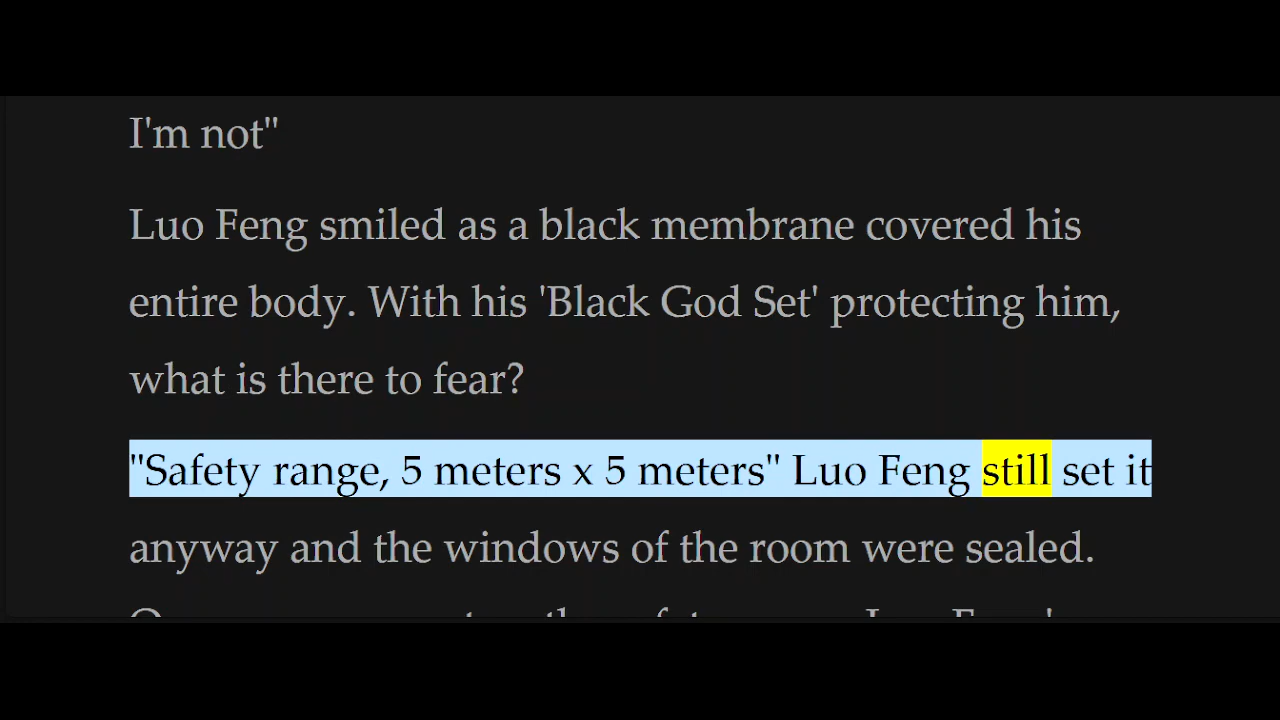 I'm not"
Luo Feng smiled as a black membrane covered his
entire body. With his 'Black God Set' protecting him,
what is there to fear?
"Safety range, 5 meters x 5 meters" Luo Feng still set it
anyway and the windows of the room were sealed.